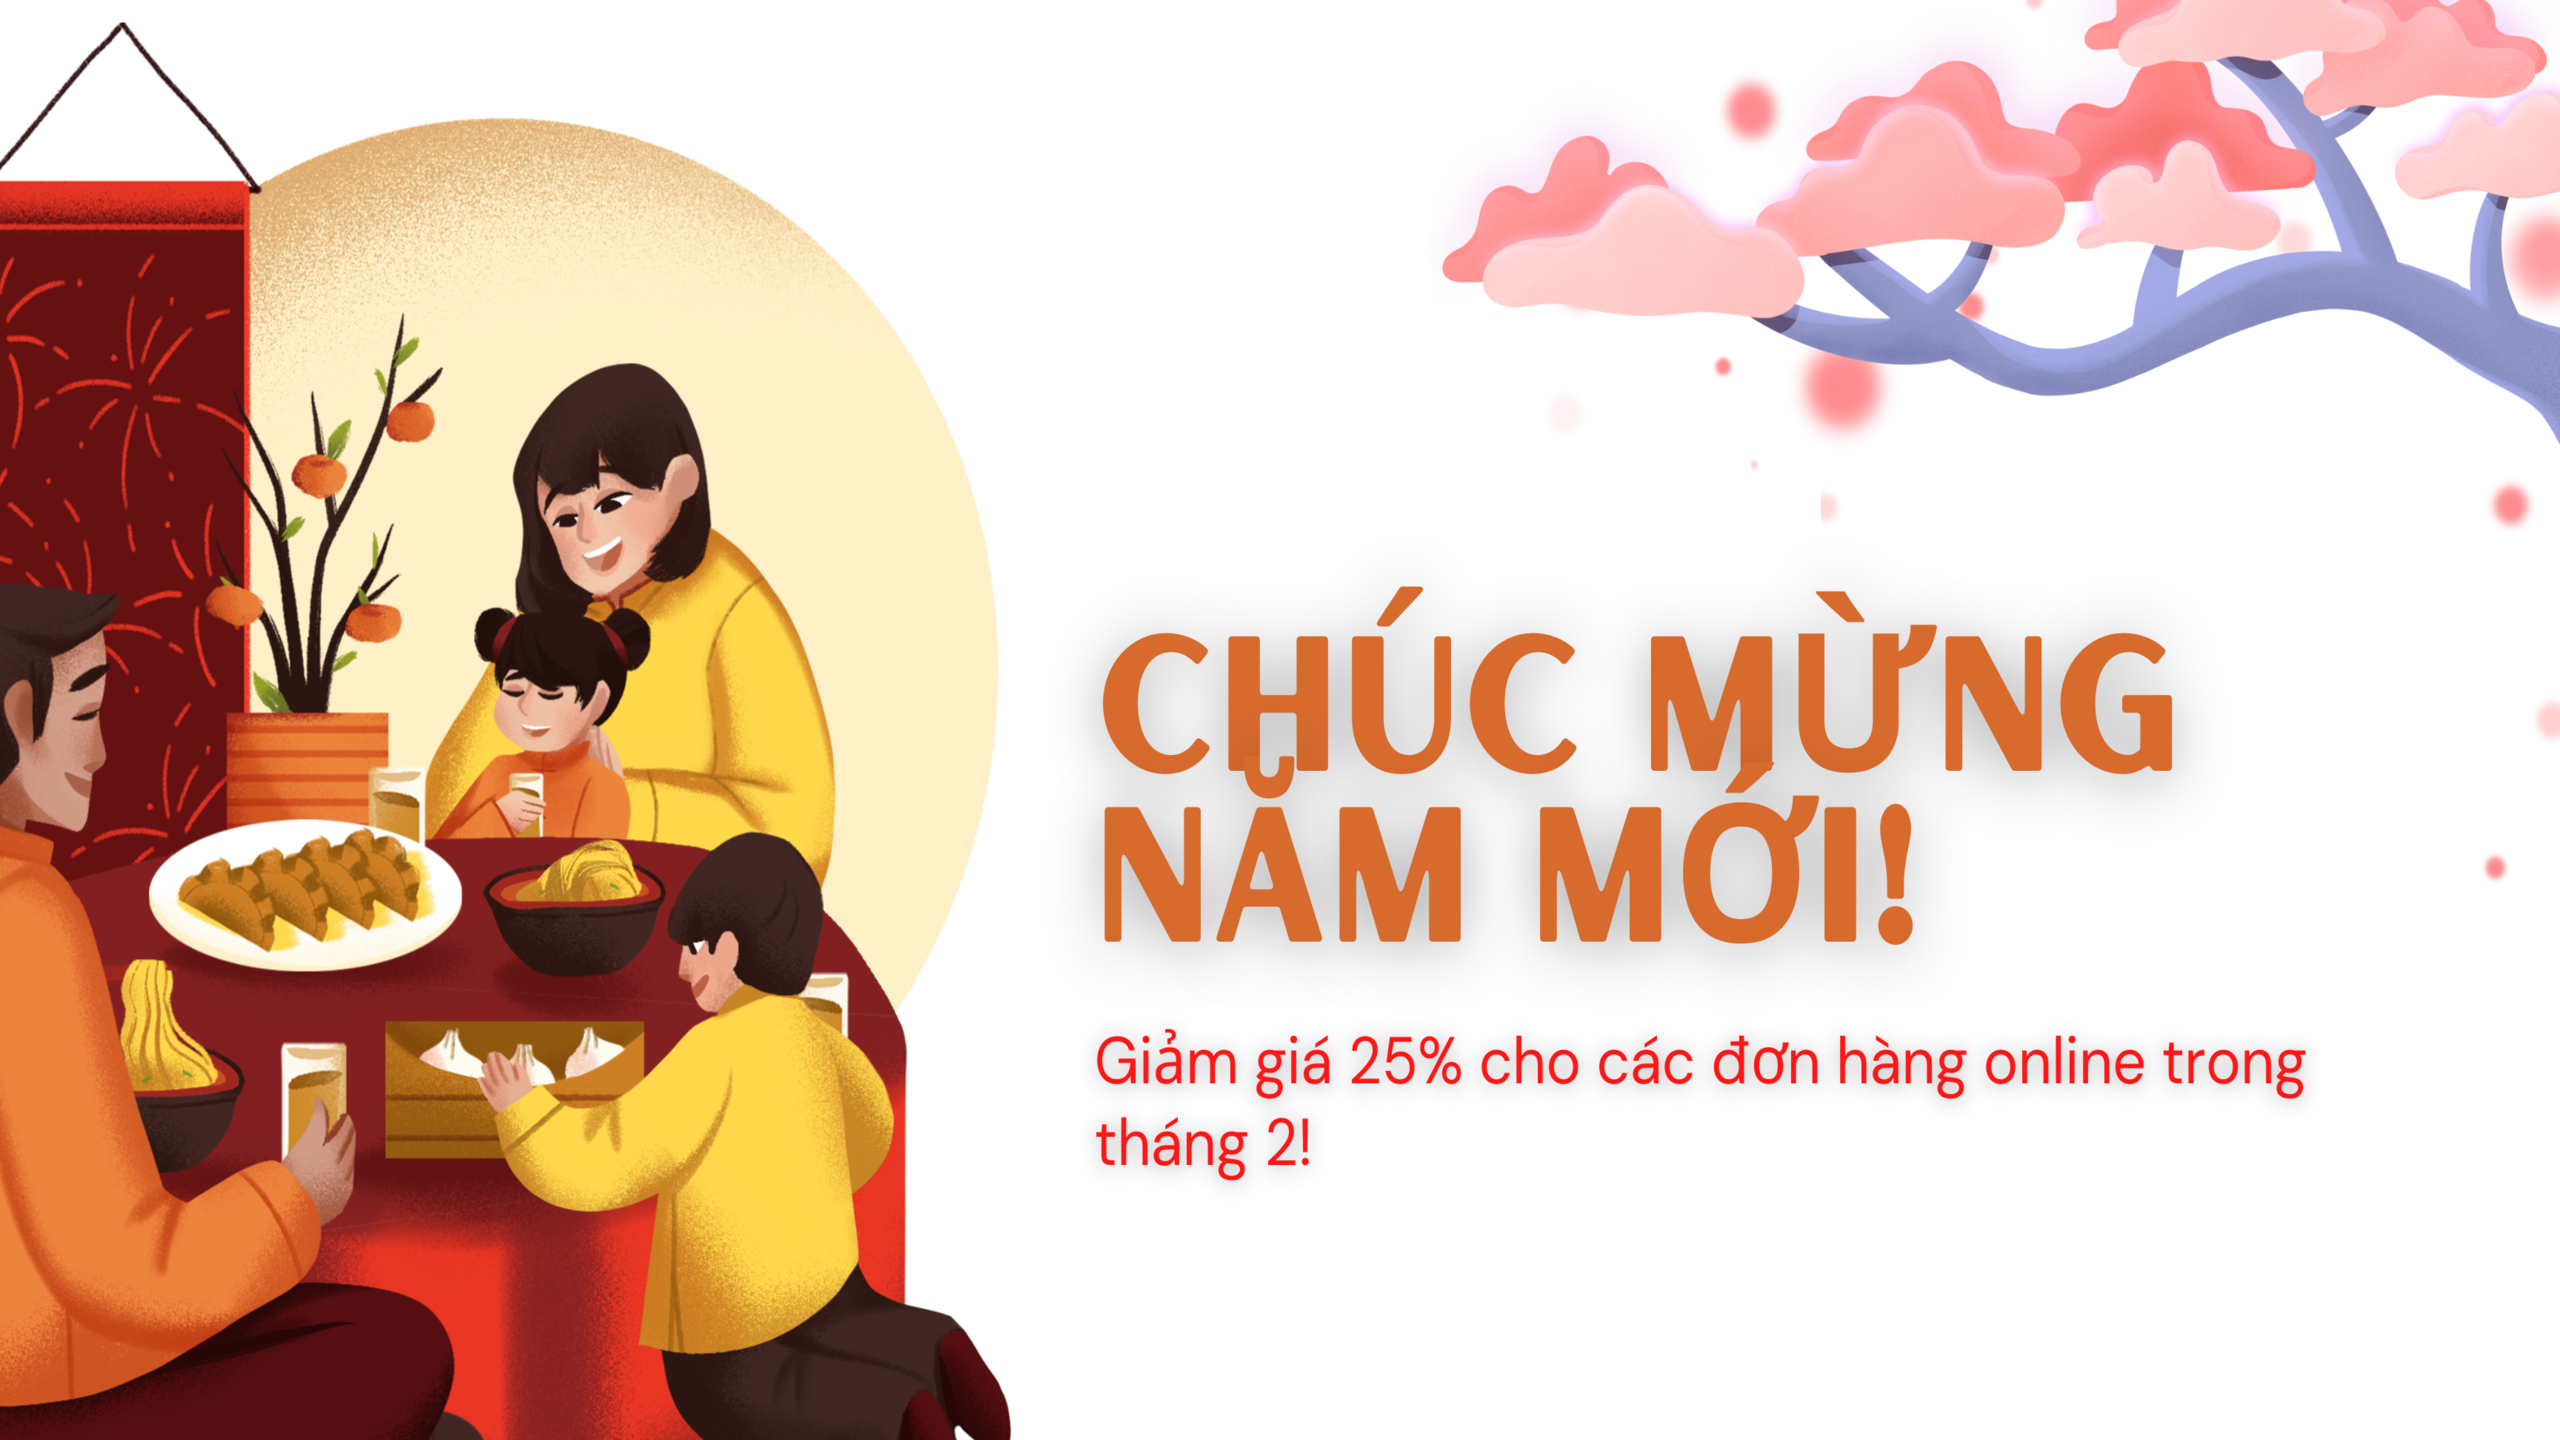 CHÚC MỪNG
NĂM MỚI!
Giảm giá 25% cho các đơn hàng online trong
tháng 2!